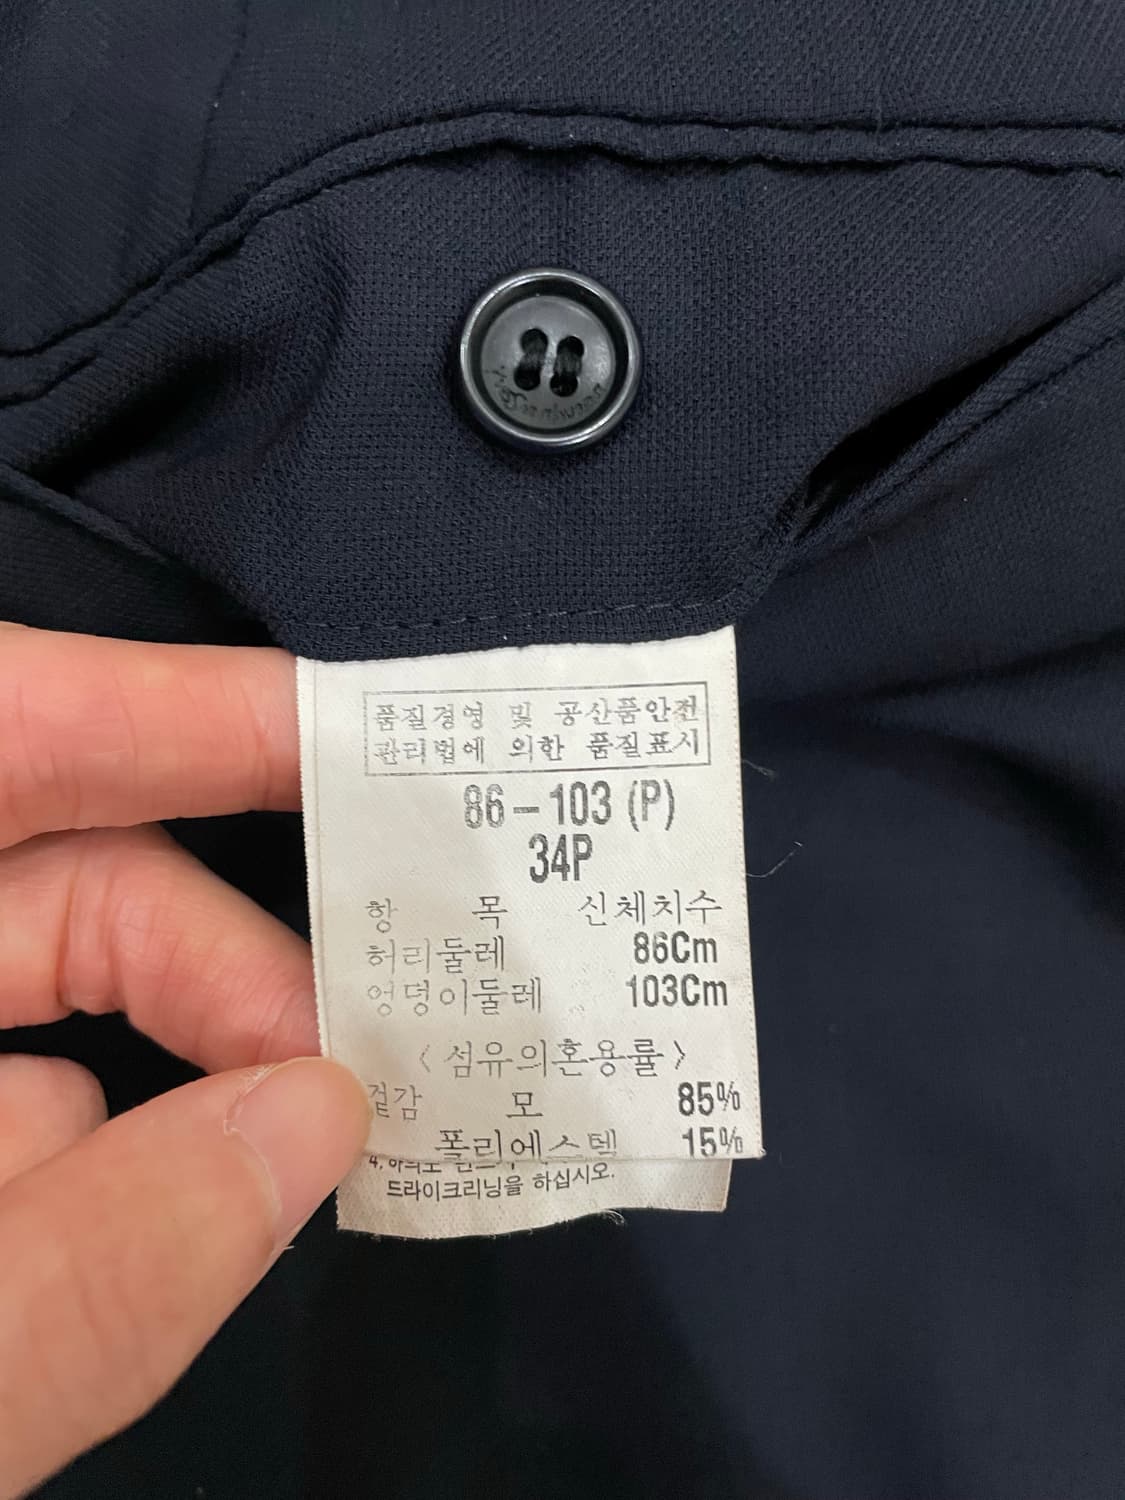 품질경영 및 공산품안전
관리법에 의한 품질표시
86-103 (P)
34P
항 목 신체치수
허리둘레 86Cm
엉덩이둘레 103Cm
<섬유의혼용률>
겉감 모 85%
폴리에스텔 15%
드라이크리닝을 하십시오.